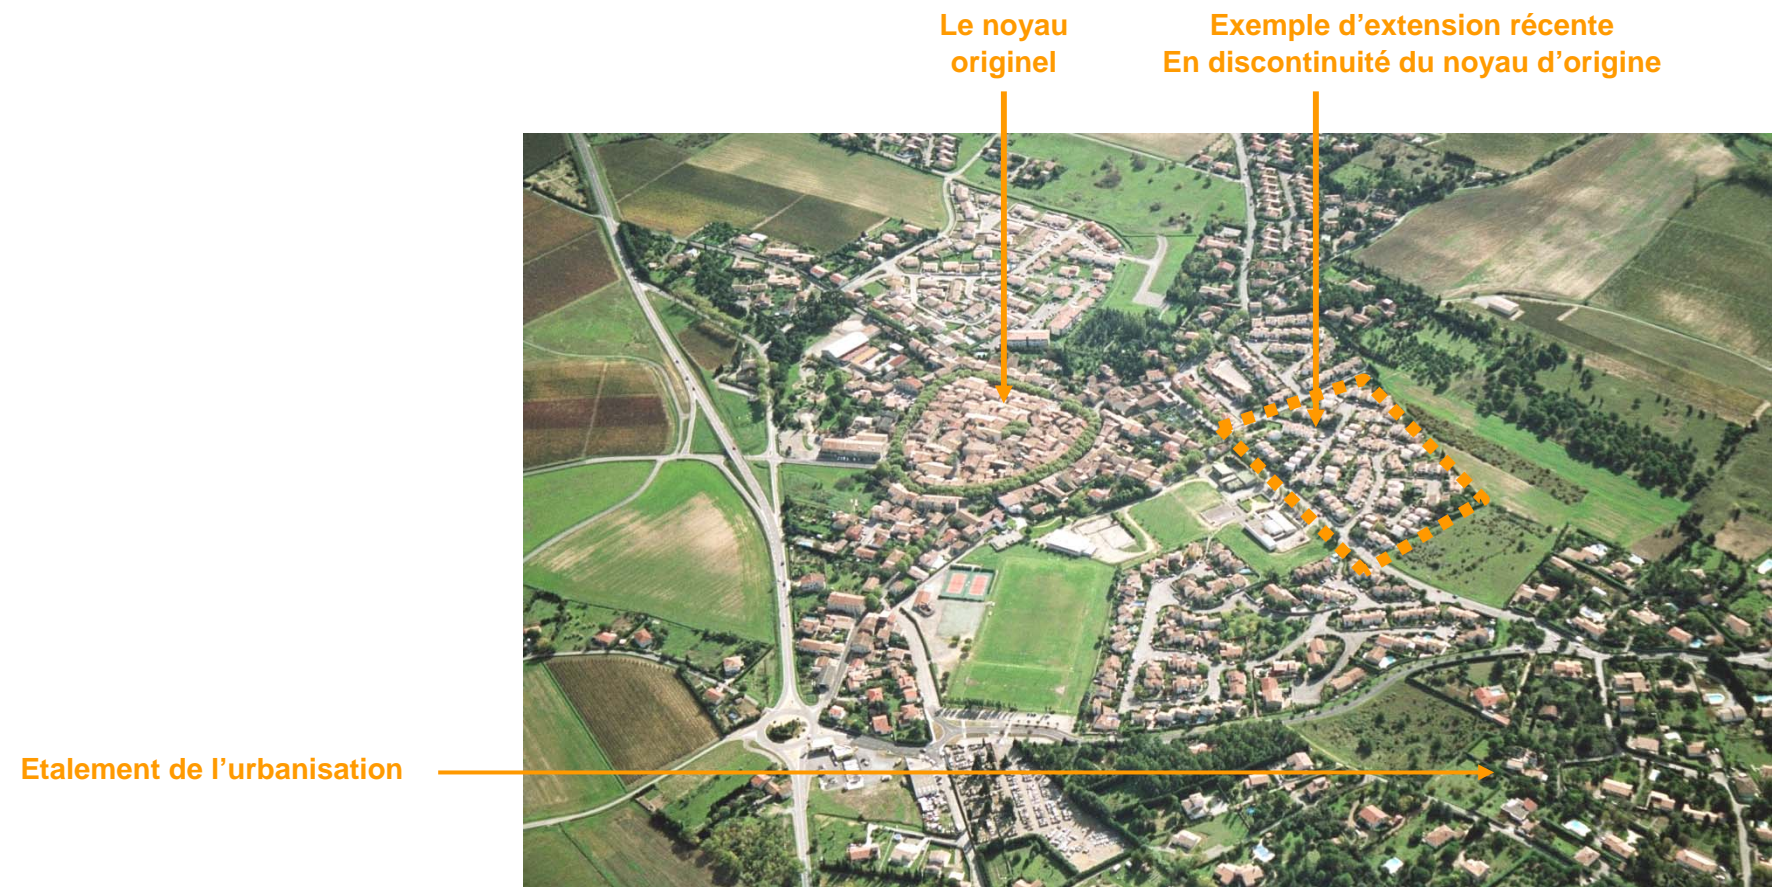 Le noyau
originel
Exemple d’extension récente
En discontinuité du noyau d’origine
Etalement de l’urbanisation